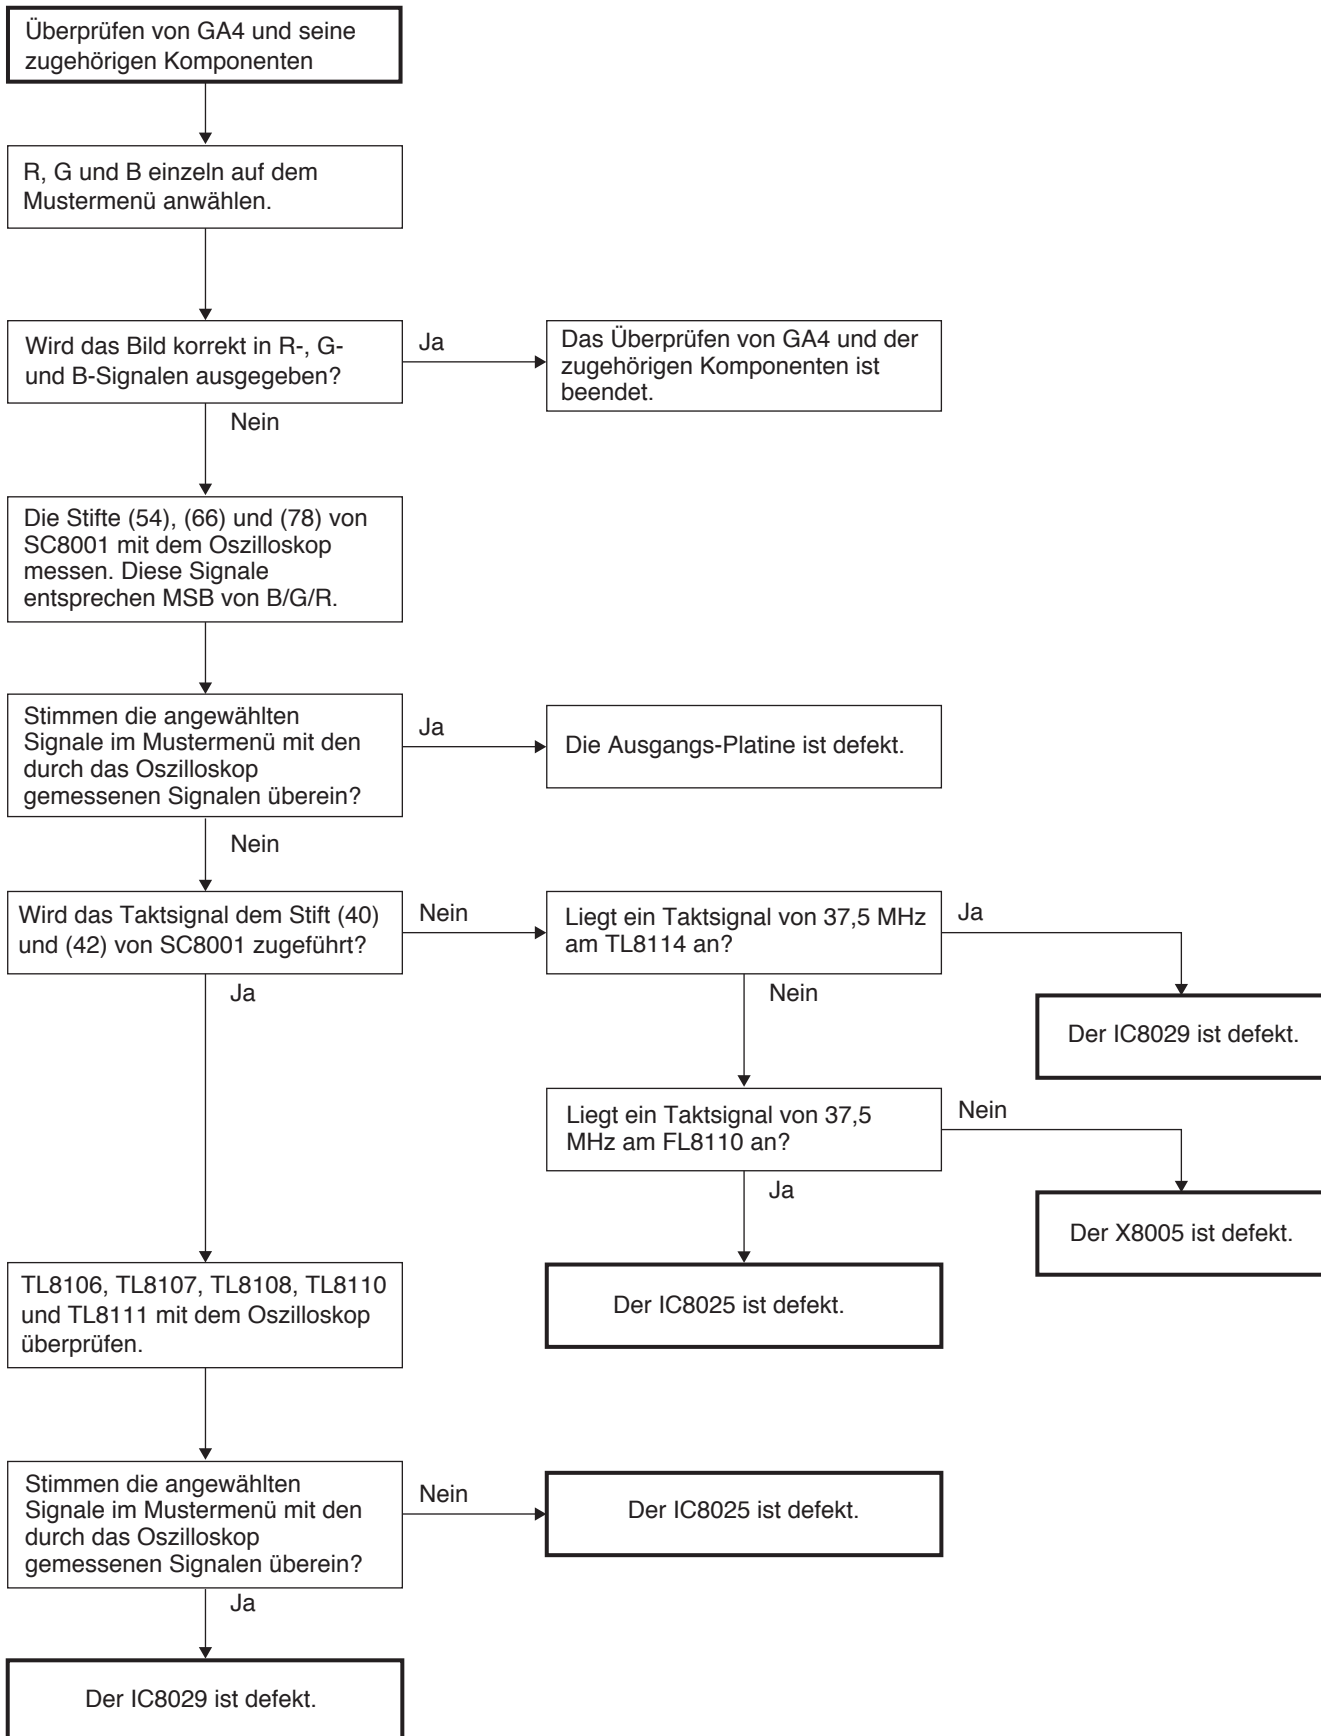 Überprüfen von GA4 und seine
zugehörigen Komponenten
R, G und B einzeln auf dem
Mustermenü anwählen.
Wird das Bild korrekt in R-, G-
und B-Signalen ausgegeben?
Ja
Das Überprüfen von GA4 und der
zugehörigen Komponenten ist
beendet.
Nein
Die Stifte (54), (66) und (78) von
SC8001 mit dem Oszilloskop
messen. Diese Signale
entsprechen MSB von B/G/R.
Stimmen die angewählten
Signale im Mustermenü mit den
durch das Oszilloskop
gemessenen Signalen überein?
Ja
Die Ausgangs-Platine ist defekt.
Nein
Wird das Taktsignal dem Stift (40)
und (42) von SC8001 zugeführt?
Nein
Liegt ein Taktsignal von 37,5 MHz
am TL8114 an?
Ja
Der IC8029 ist defekt.
Nein
Liegt ein Taktsignal von 37,5
MHz am FL8110 an?
Nein
Der X8005 ist defekt.
Ja
Der IC8025 ist defekt.
Ja
TL8106, TL8107, TL8108, TL8110
und TL8111 mit dem Oszilloskop
überprüfen.
Stimmen die angewählten
Signale im Mustermenü mit den
durch das Oszilloskop
gemessenen Signalen überein?
Nein
Der IC8025 ist defekt.
Ja
Der IC8029 ist defekt.